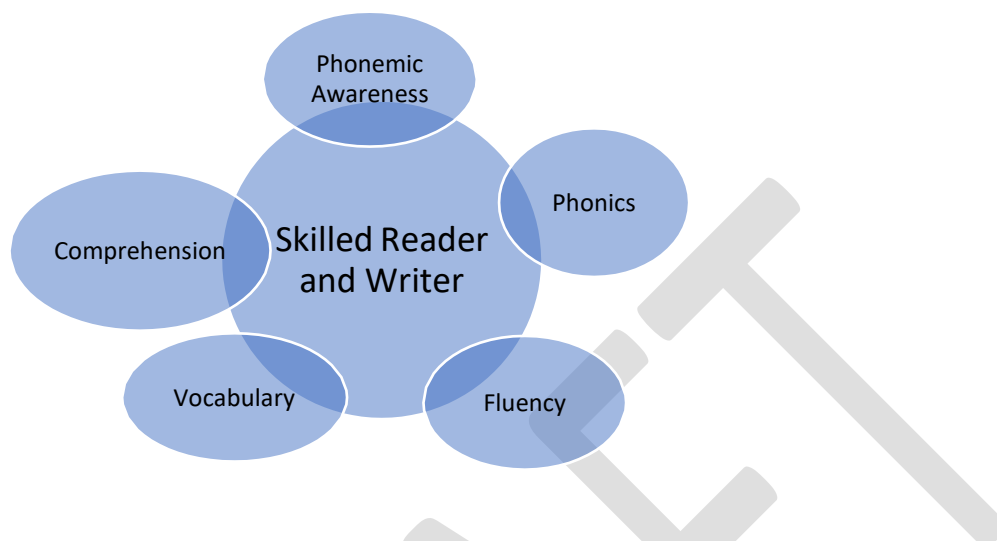 Phonemic
Awareness
Phonics
Skilled Reader
and Writer
Comprehension
Vocabulary
Fluency